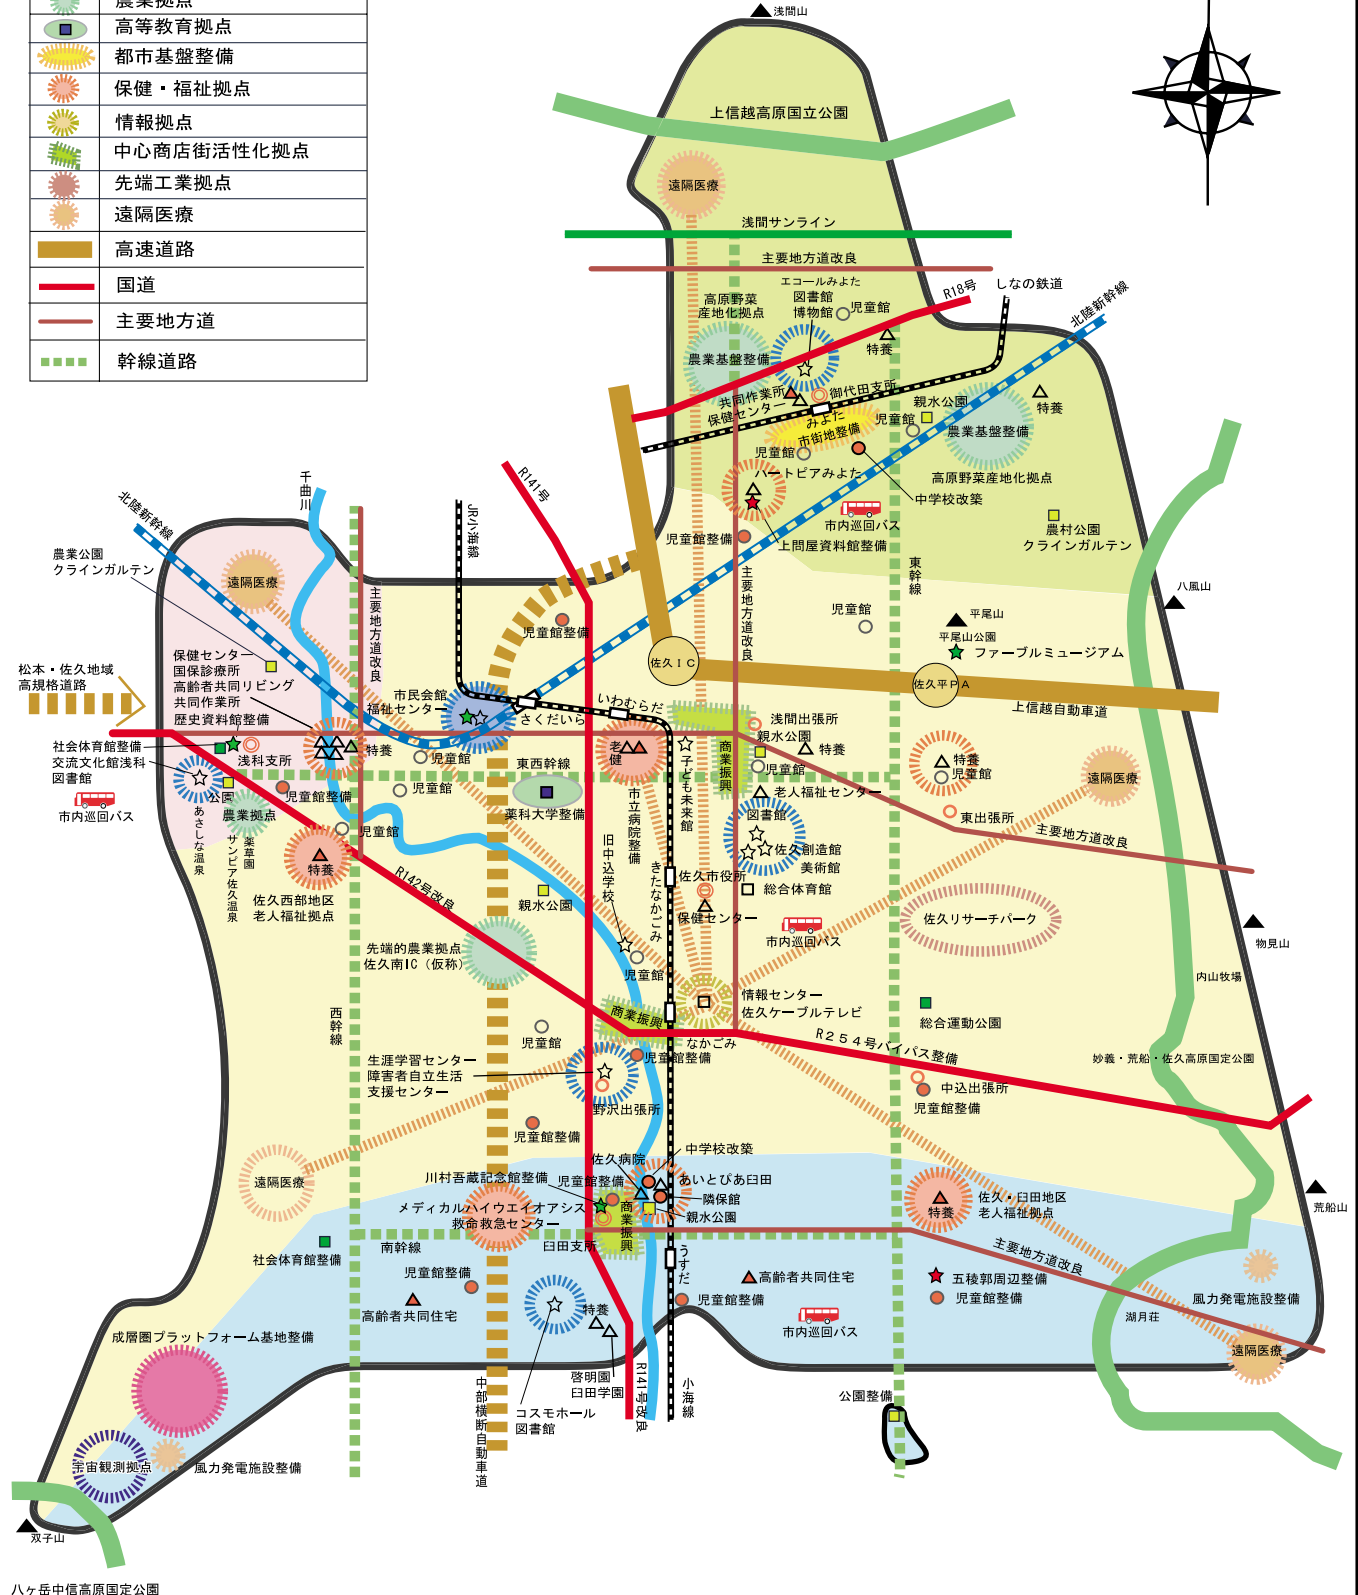 農業拠点
高等教育拠点
都市基盤整備
保健・福祉拠点
情報拠点
中心商店街活性化拠点
先端工業拠点
遠隔医療
高速道路
国道
主要地方道
幹線道路
浅間山
上信越高原国立公園
遠隔医療
浅間サンライン
主要地方道改良
エコールみよた
図書館
博物館
児童館
R18号
しなの鉄道
北陸新幹線
高原野菜
産地化拠点
農業基盤整備
特養
共同作業所
保健センター
御代田支所
みよた
市街地整備
児童館
親水公園
特養
農業基盤整備
高原野菜産地化拠点
児童館
ハートピアみよた
中学校改築
市内巡回バス
農村公園
クラインガルテン
児童館整備
上問屋資料館整備
東幹線
主要地方道改良
八風山
児童館
平尾山
平尾山公園
ファーブルミュージアム
千曲川
北陸新幹線
R141号
JR小海線
農業公園
クラインガルテン
遠隔医療
主要地方道改良
児童館整備
佐久IC
佐久平PA
上信越自動車道
松本・佐久地域
高規格道路
保健センター
国保診療所
高齢者共同リビング
共同作業所
歴史資料館整備
市民会館
福祉センター
さくだいら
いわむらだ
浅間出張所
親水公園
特養
児童館
商業振興
社会体育館整備
交流文化館浅科
図書館
浅科支所
特養
児童館
東西幹線
老健
子ども未来館
老人福祉センター
特養
児童館
遠隔医療
市内巡回バス
公園
児童館整備
児童館
薬科大学整備
市立病院整備
図書館
東出張所
主要地方道改良
農業拠点
児童館
あさしな温泉
サンピア佐久温泉
薬草園
特養
旧中込学校
佐久創造館
美術館
佐久西部地区
老人福祉拠点
R142号改良
親水公園
きたなかごみ
佐久市役所
総合体育館
保健センター
市内巡回バス
佐久リサーチパーク
物見山
先端的農業拠点
佐久南IC（仮称）
児童館
内山牧場
情報センター
佐久ケーブルテレビ
総合運動公園
西幹線
商業振興
児童館
なかごみ
R254号バイパス整備
妙義・荒船・佐久高原国定公園
生涯学習センター
障害者自立生活
支援センター
児童館整備
野沢出張所
中込出張所
児童館整備
児童館整備
中学校改築
佐久病院
遠隔医療
川村吾蔵記念館整備
児童館整備
あいとぴあ臼田
隣保館
親水公園
特養
佐久・臼田地区
老人福祉拠点
荒船山
メディカルハイウエイオアシス
救命救急センター
商業振興
臼田支所
南幹線
社会体育館整備
うすだ
主要地方道改良
児童館整備
高齢者共同住宅
高齢者共同住宅
児童館整備
五稜郭周辺整備
児童館整備
風力発電施設整備
湖月荘
市内巡回バス
特養
遠隔医療
成層圏プラットフォーム基地整備
啓明園
臼田学園
R141号改良
小海線
中部横断自動車道
コスモホール
図書館
公園整備
宇宙観測拠点
風力発電施設整備
双子山
八ヶ岳中信高原国定公園